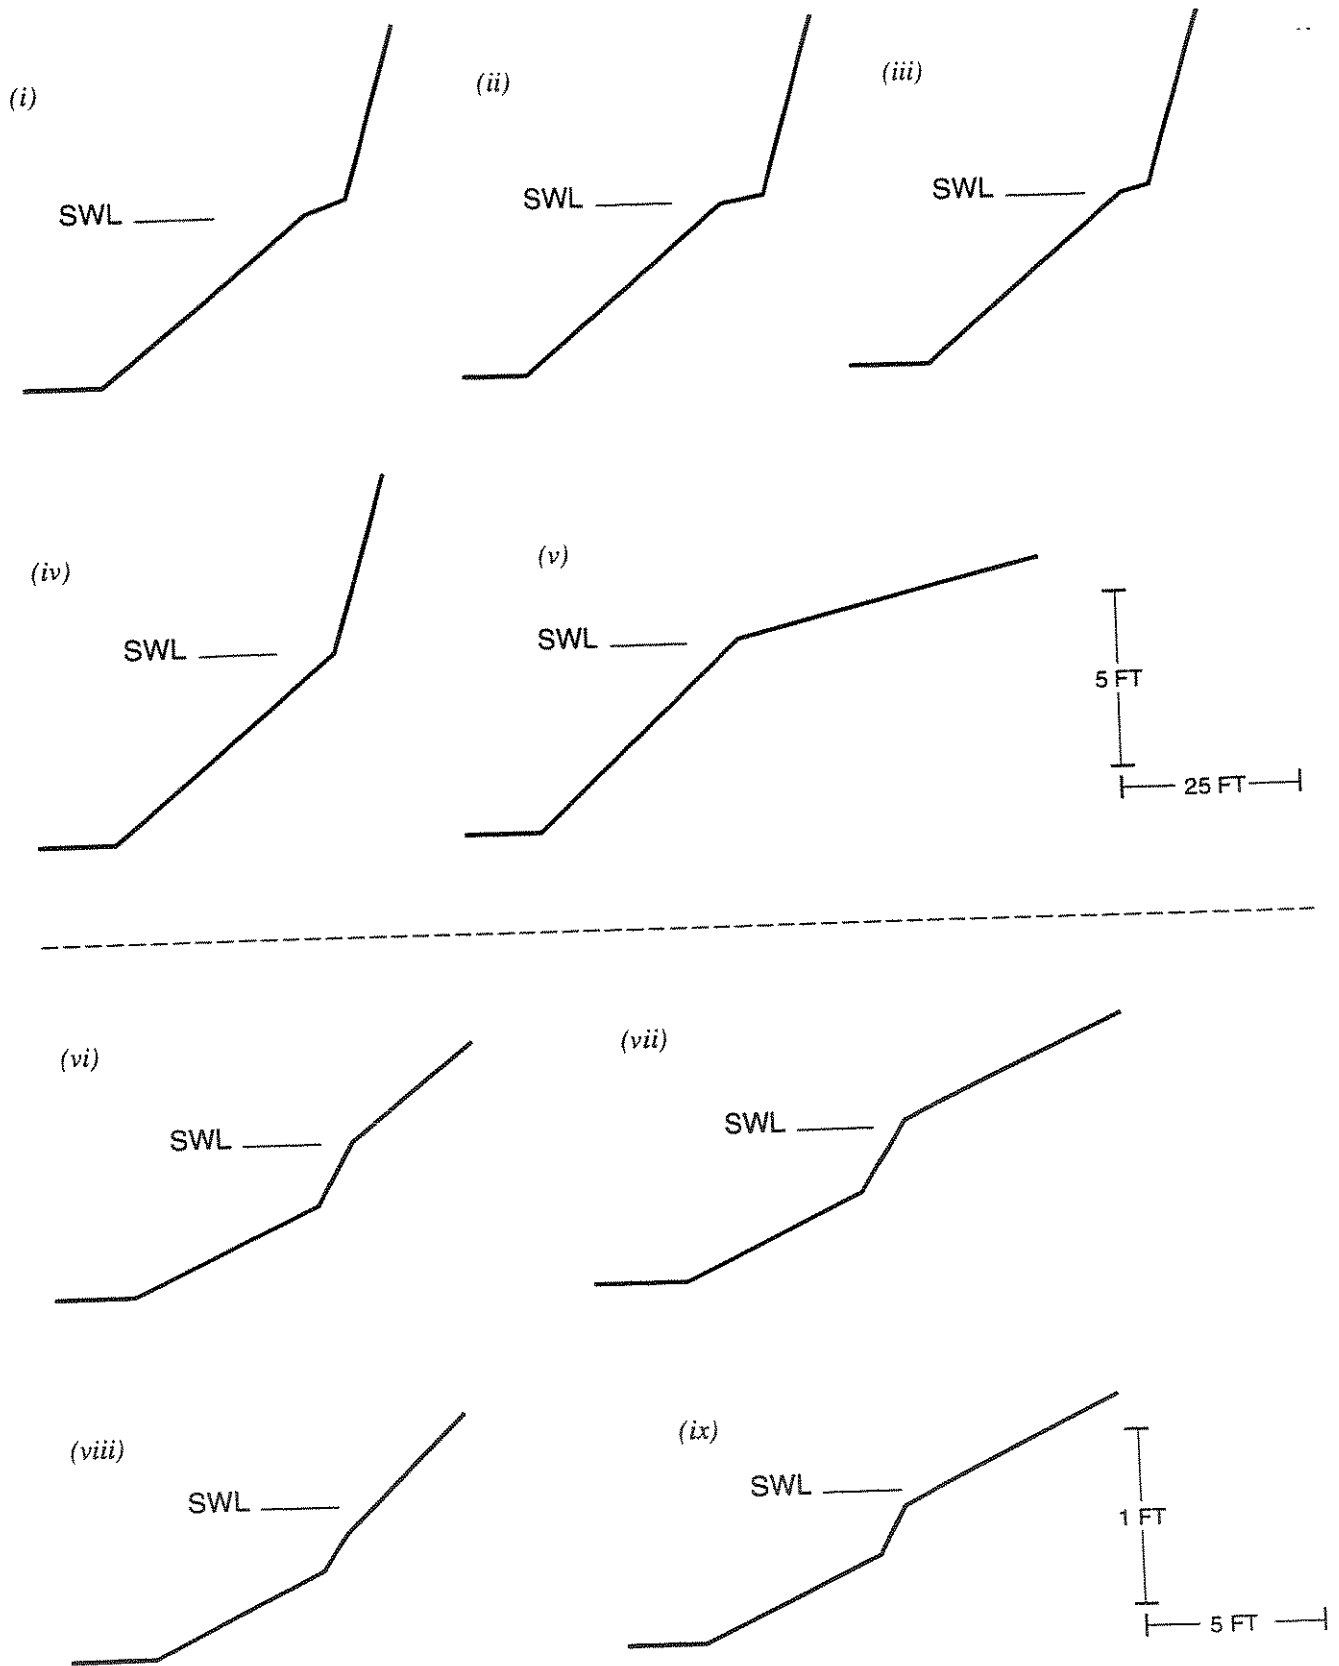 (i)
(ii)
(iii)
SWL
SWL
SWL
(iv)
(v)
SWL
SWL
5 FT
25 FT
(vi)
(vii)
SWL
SWL
(viii)
(ix)
SWL
SWL
1 FT
5 FT